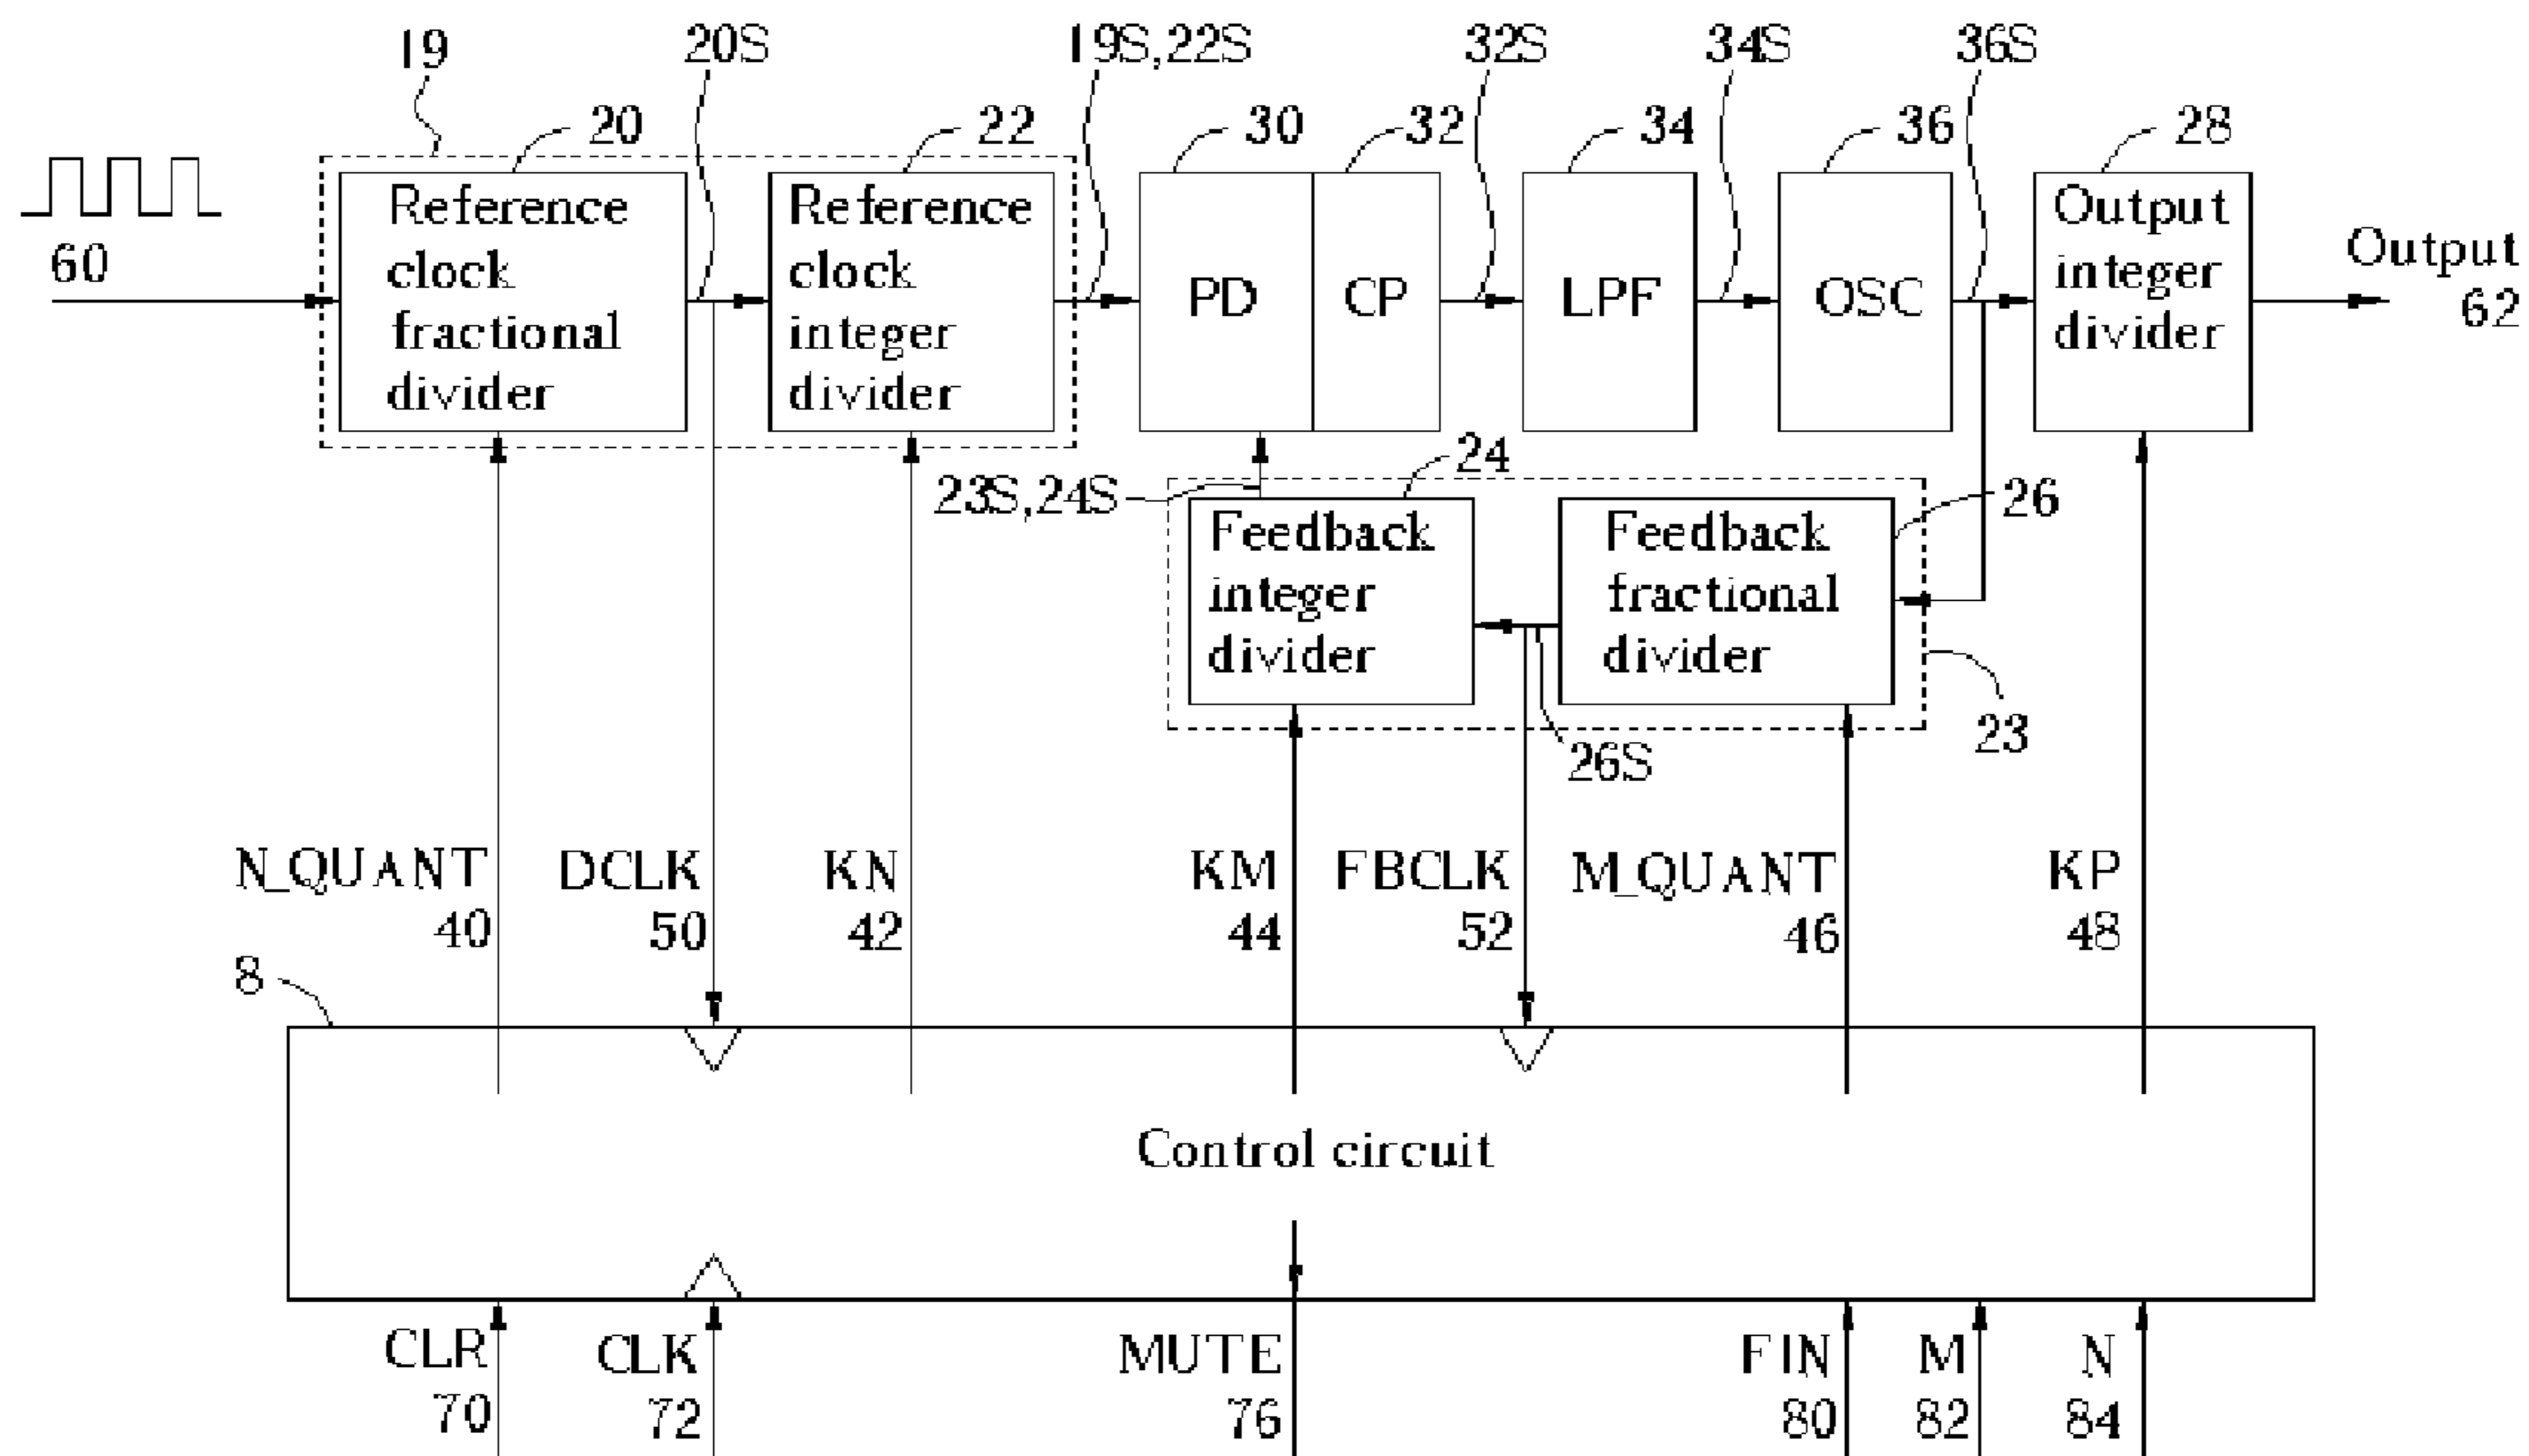 19
20S
19S,22S
32S
34S
36S
20
22
30
32
34
36
28
60
Reference
clock
fractional
divider
Reference
clock
integer
divider
PD
CP
LPF
OSC
Output
integer
divider
Output
62
23S,24S
24
26
Feedback
integer
divider
Feedback
fractional
divider
26S
23
N_QUANT
40
DCLK
50
KN
42
KM
44
FBCLK
52
M_QUANT
46
KP
48
8
Control circuit
CLR
70
CLK
72
MUTE
76
FIN
80
M
82
N
84